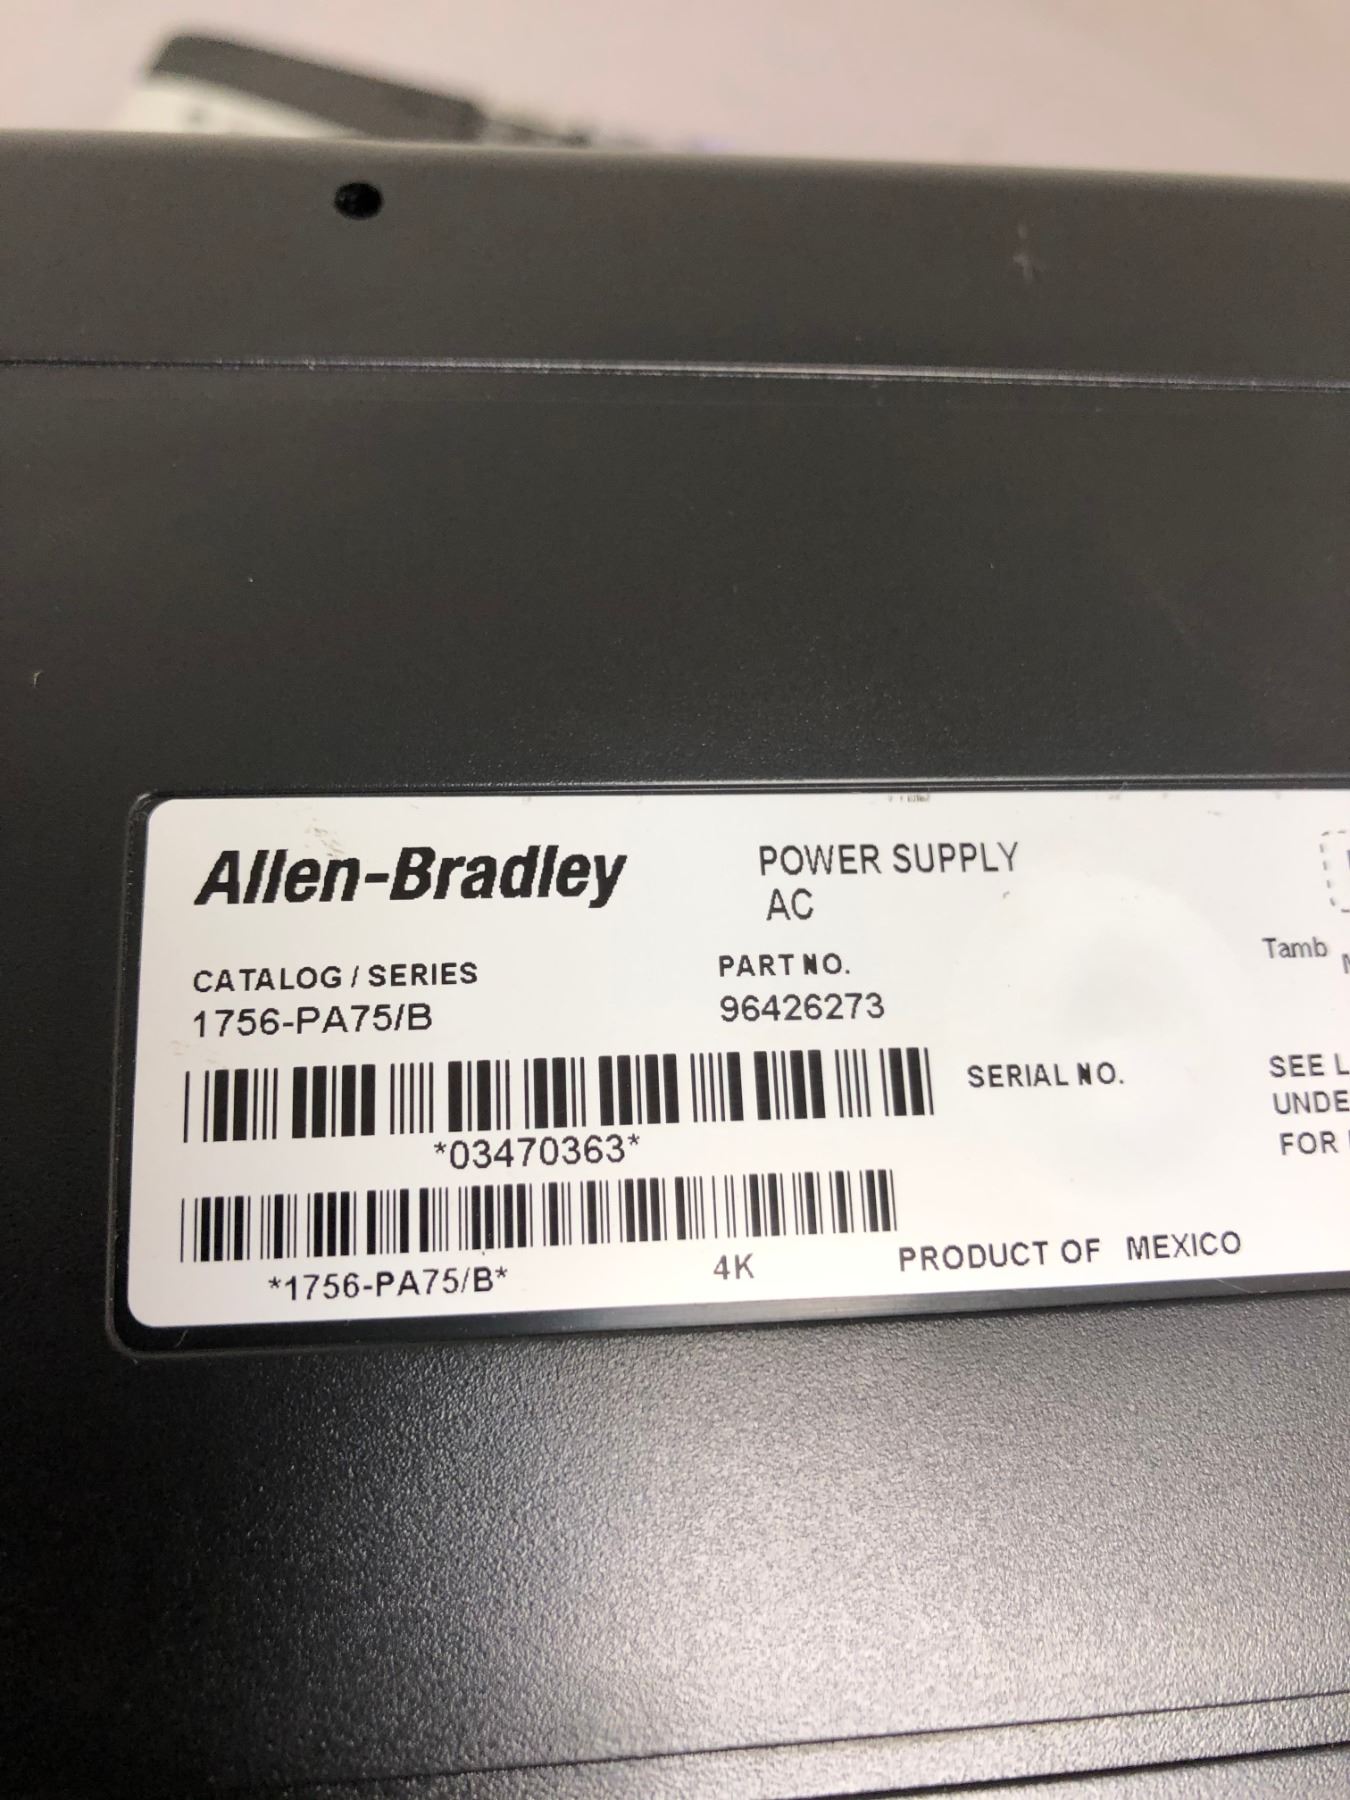 Allen-Bradley
POWER SUPPLY
AC
CATALOG / SERIES
1756-PA75/B
PART NO.
96426273
Tamb
SERIAL NO.
*03470363*
SEE L
UNDE
FOR
*1756-PA75/B*
4K
PRODUCT OF MEXICO